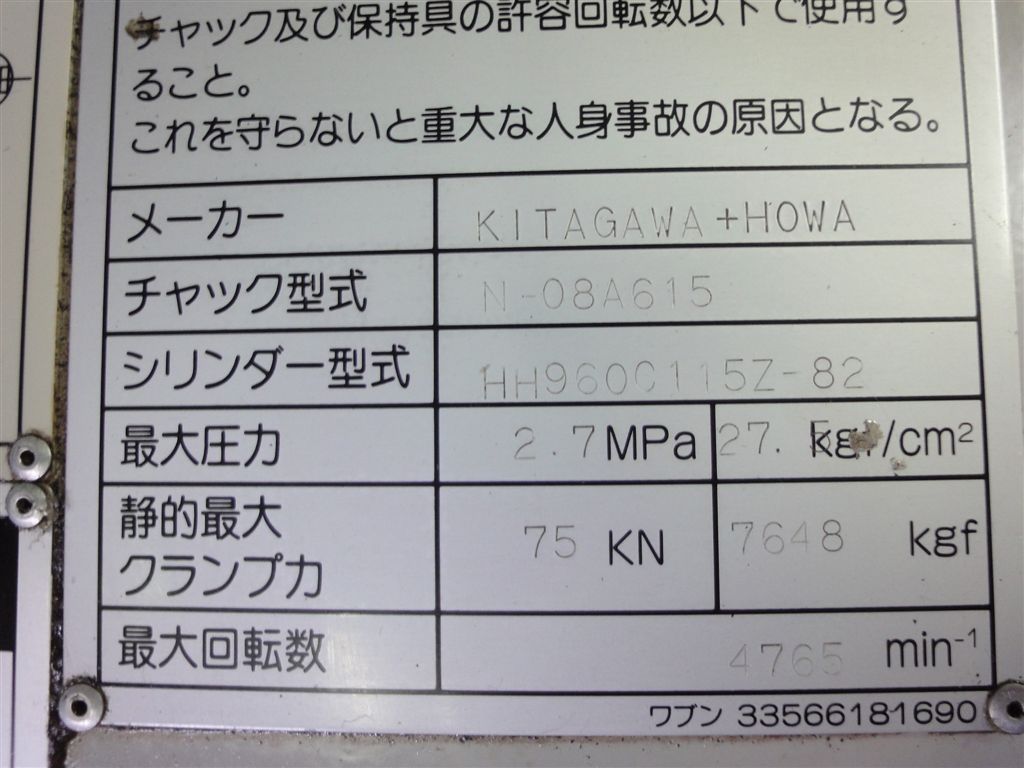 チャック及び保持具の許容回転数以下で使用す
ること。
これを守らないと重大な人身事故の原因となる。
メーカー KITAGAWA+HOWA
チャック型式 N-08A615
シリンダー型式 HH960C115Z-82
最大圧力 2.7MPa 27. kgf/cm²
静的最大
クランプ力 75 KN 7648 kgf
最大回転数 4765 min⁻¹
ワブン 33566181690